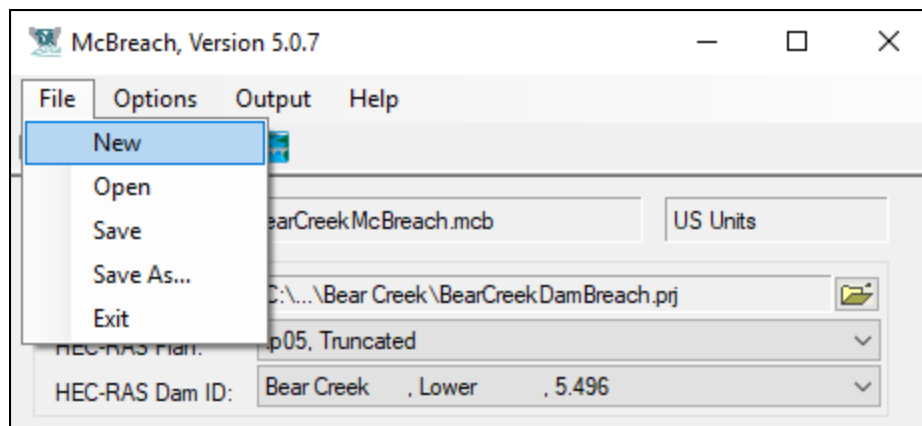 McBreach, Version 5.0.7
File Options Output Help
New
Open
Save
Save As...
Exit
earCreekMcBreach.mcb US Units
C:\...\Bear Creek\BearCreekDamBreach.prj
HEC-RAS Plan: p05, Truncated
HEC-RAS Dam ID: Bear Creek , Lower , 5.496